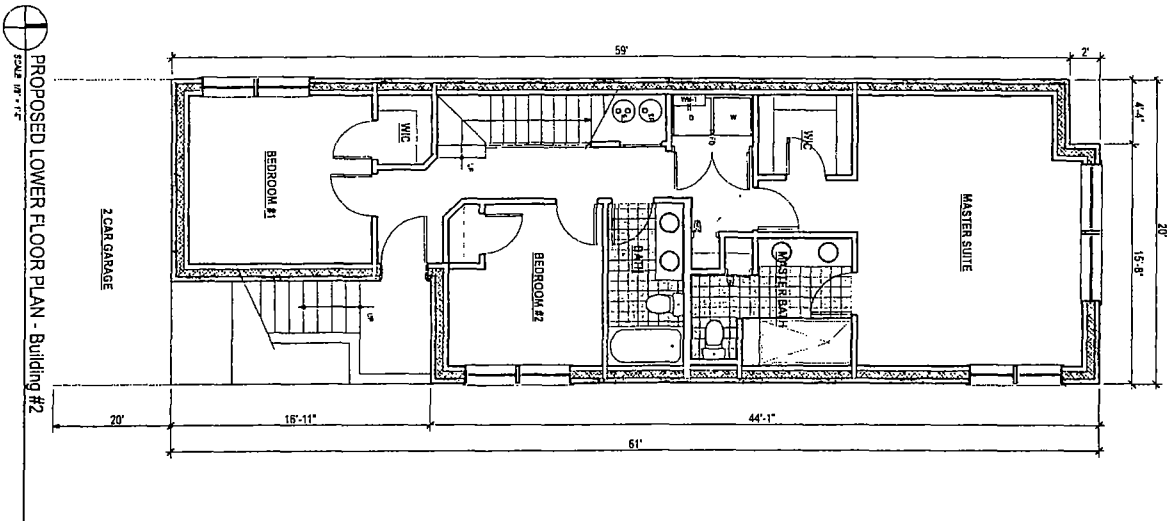 PROPOSED LOWER FLOOR PLAN - Building #2
59'
2'
4'-4"
20'
15'-8"
WIC
BEDROOM #1
UP
D
W
WIC
MASTER SUITE
2 CAR GARAGE
BEDROOM #2
BATH
MASTER BATH
UP
20'
16'-11"
44'-1"
61'